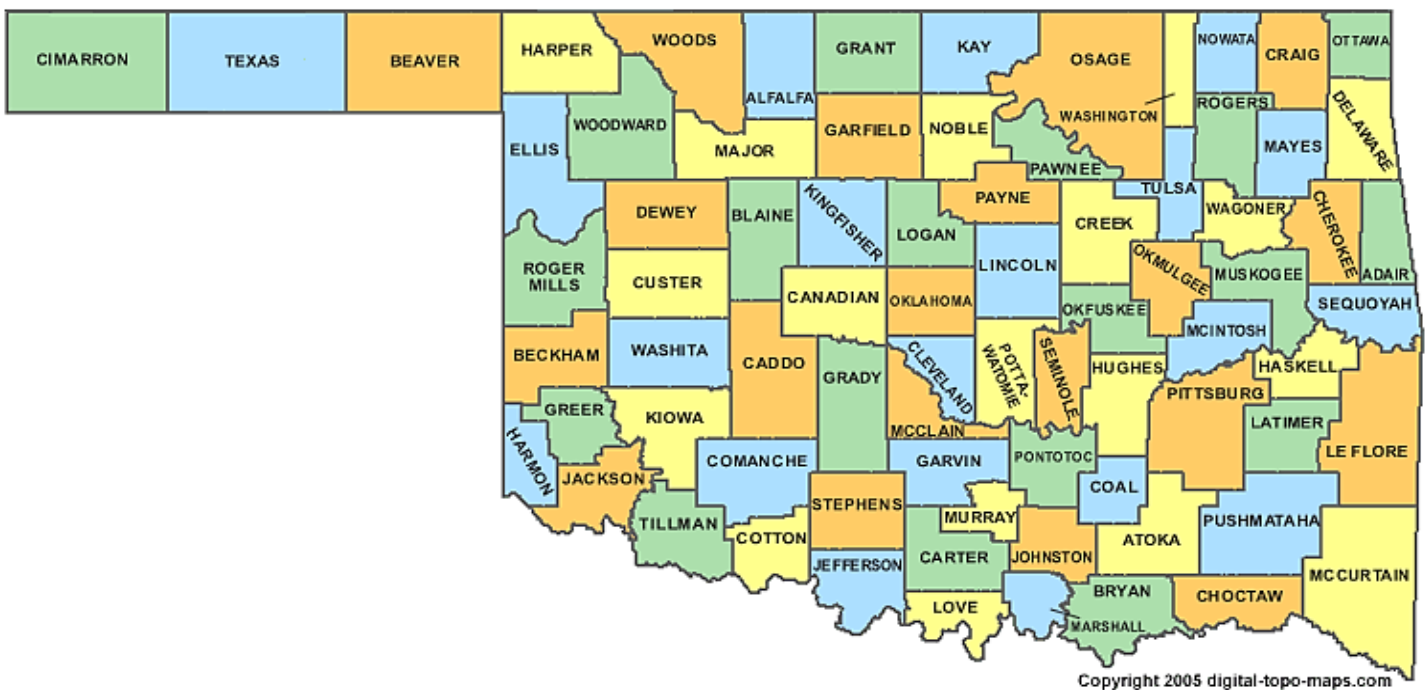 CIMARRON
TEXAS
BEAVER
HARPER
WOODS
ALFALFA
GRANT
KAY
OSAGE
WASHINGTON
NOWATA
CRAIG
OTTAWA
ELLIS
WOODWARD
MAJOR
GARFIELD
NOBLE
PAWNEE
ROGERS
MAYES
DELAWARE
DEWEY
BLAINE
KINGFISHER
LOGAN
PAYNE
CREEK
TULSA
WAGONER
CHEROKEE
ADAIR
ROGER
MILLS
CUSTER
CANADIAN
OKLAHOMA
LINCOLN
OKFUSKEE
OKMULGEE
MUSKOGEE
SEQUOYAH
BECKHAM
WASHITA
CADDO
GRADY
CLEVELAND
POTTA-
WATOMIE
SEMINOLE
HUGHES
MCINTOSH
HASKELL
PITTSBURG
HARMON
GREER
KIOWA
MCCLAIN
LATIMER
LE FLORE
JACKSON
COMANCHE
GARVIN
PONTOTOC
COAL
TILLMAN
COTTON
STEPHENS
MURRAY
ATOKA
PUSHMATAHA
JEFFERSON
CARTER
JOHNSTON
MCCURTAIN
LOVE
MARSHALL
BRYAN
CHOCTAW
Copyright 2005 digital-topo-maps.com